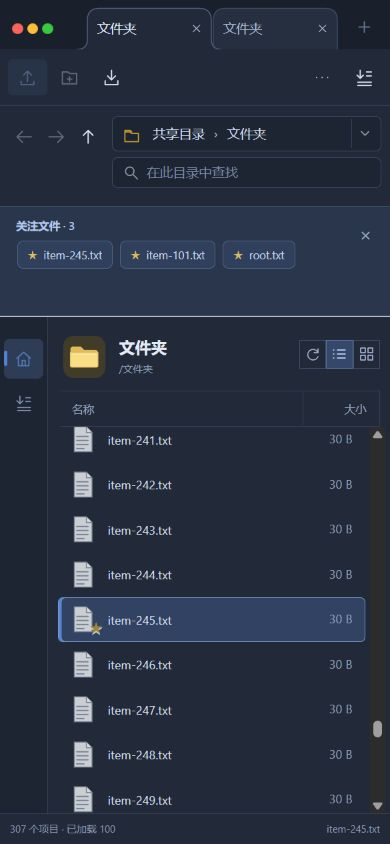 文件夹 文件夹
共享目录 › 文件夹
在此目录中查找
关注文件 · 3
item-245.txt item-101.txt root.txt
文件夹
/文件夹
名称 大小
item-241.txt 30 B
item-242.txt 30 B
item-243.txt 30 B
item-244.txt 30 B
item-245.txt 30 B
item-246.txt 30 B
item-247.txt 30 B
item-248.txt 30 B
item-249.txt 30 B
307 个项目 · 已加载 100 item-245.txt